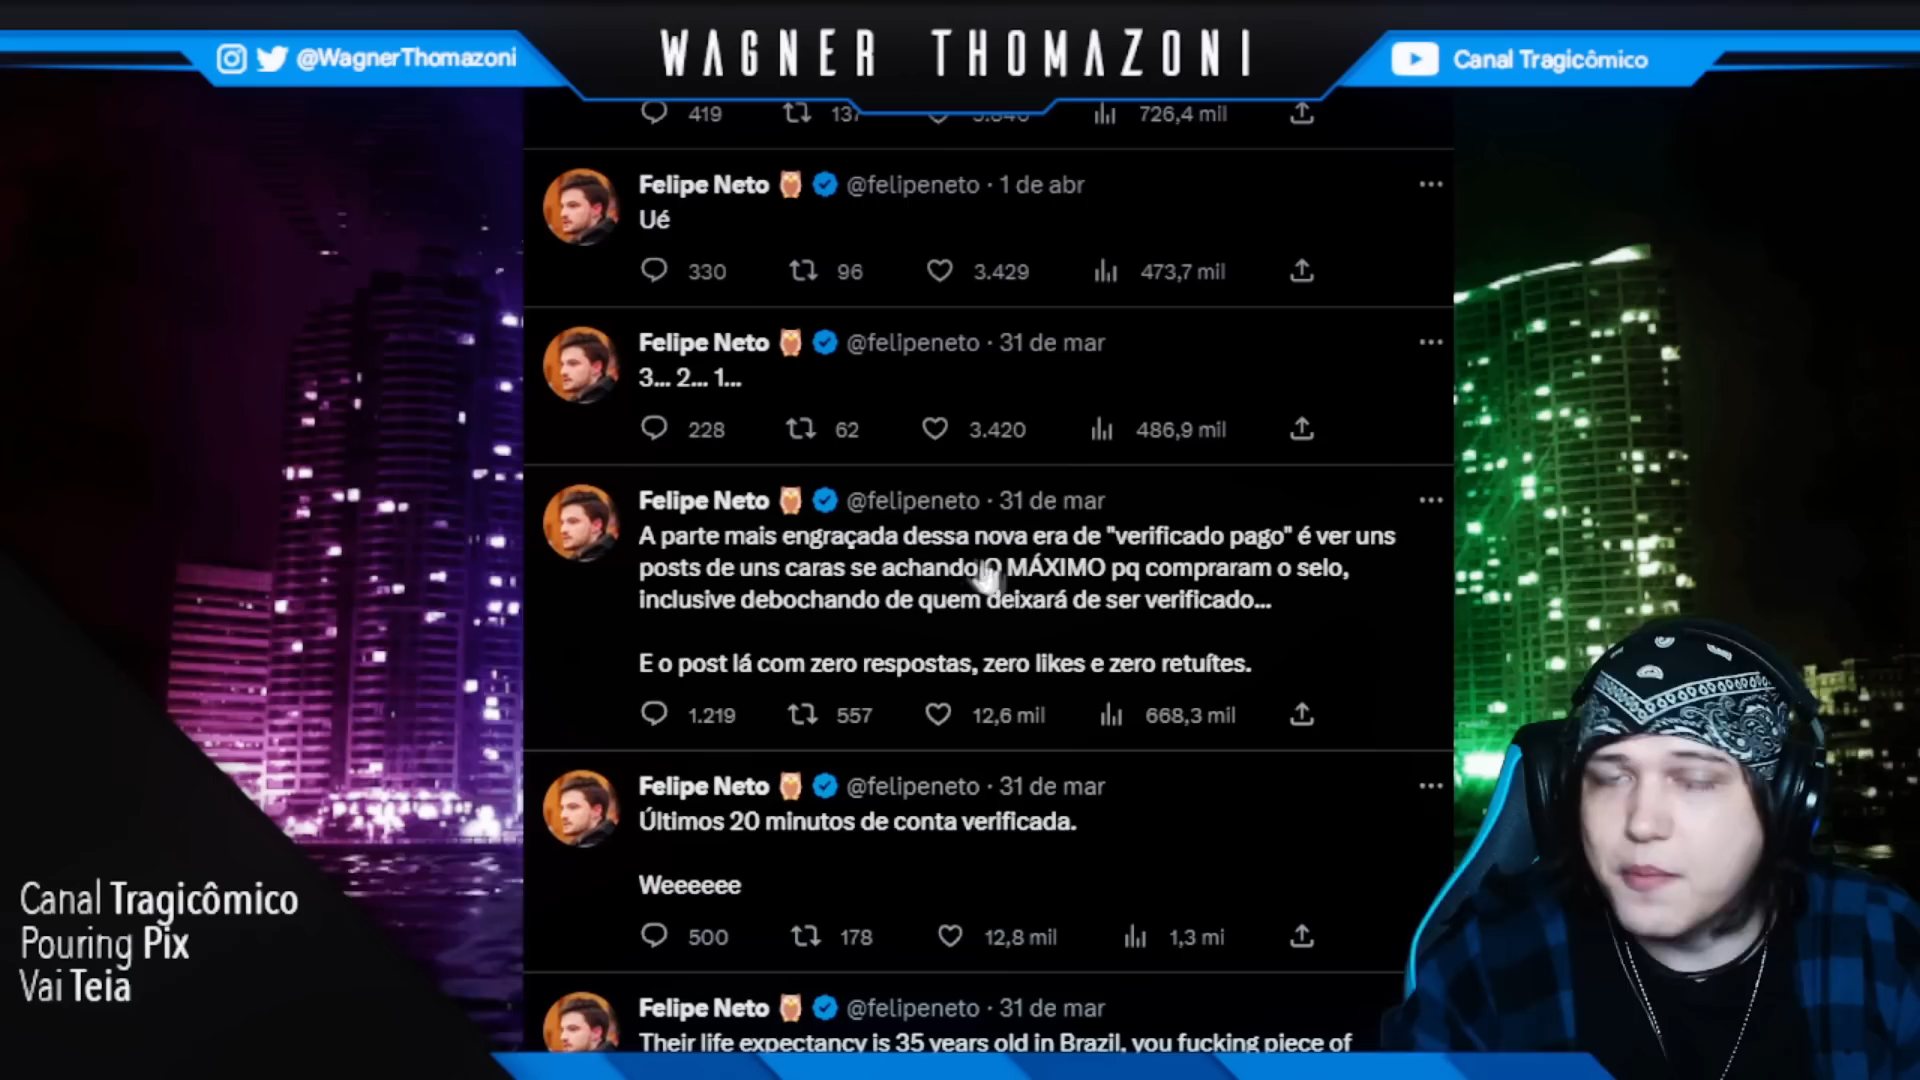 WAGNER THOMAZONI
@WagnerThomazoni
Canal Tragicômico
419 137 3.840 726,4 mil
Felipe Neto @felipeneto · 1 de abr
Ué
330 96 3.429 473,7 mil
Felipe Neto @felipeneto · 31 de mar
3... 2... 1...
228 62 3.420 486,9 mil
Felipe Neto @felipeneto · 31 de mar
A parte mais engraçada dessa nova era de "verificado pago" é ver uns
posts de uns caras se achando O MÁXIMO pq compraram o selo,
inclusive debochando de quem deixará de ser verificado...
E o post lá com zero respostas, zero likes e zero retuítes.
1.219 557 12,6 mil 668,3 mil
Felipe Neto @felipeneto · 31 de mar
Últimos 20 minutos de conta verificada.
Weeeeee
500 178 12,8 mil 1,3 mi
Felipe Neto @felipeneto · 31 de mar
Their life expectancy is 35 years old in Brazil, you fucking piece of
Canal Tragicômico
Pouring Pix
Vai Teia